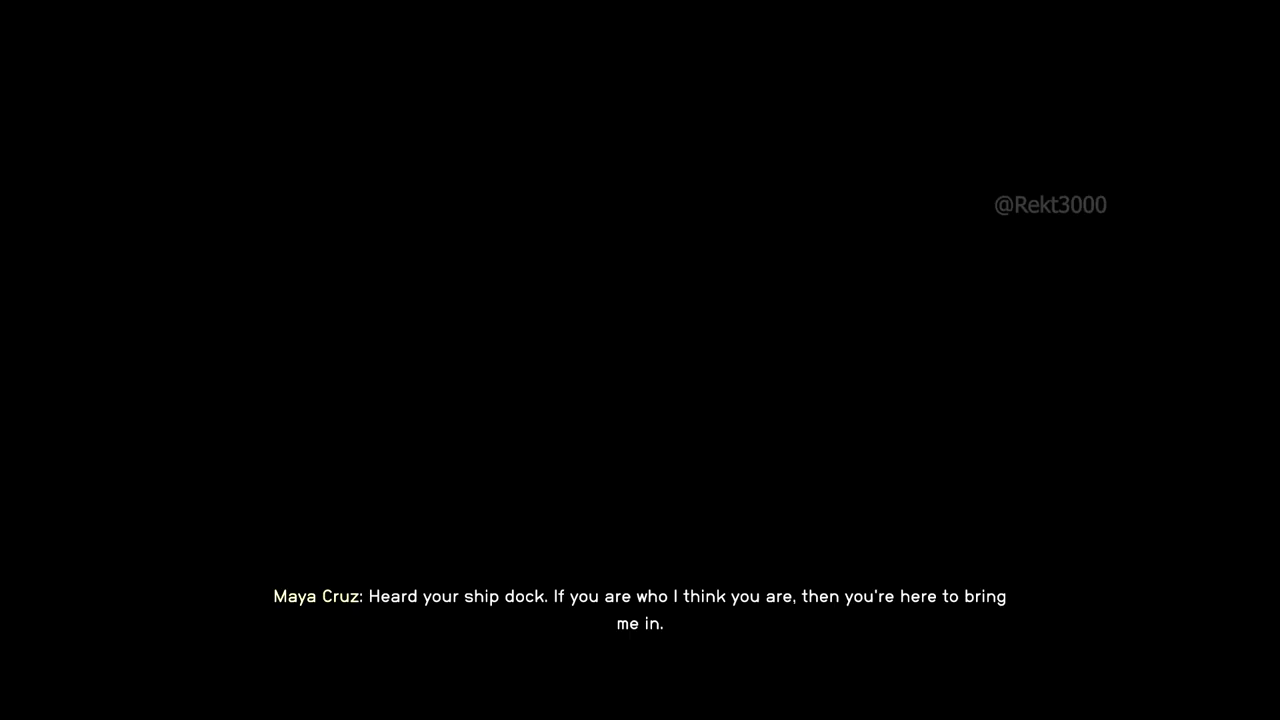 @Rekt3000
Maya Cruz: Heard your ship dock. If you are who I think you are, then you're here to bring
me in.